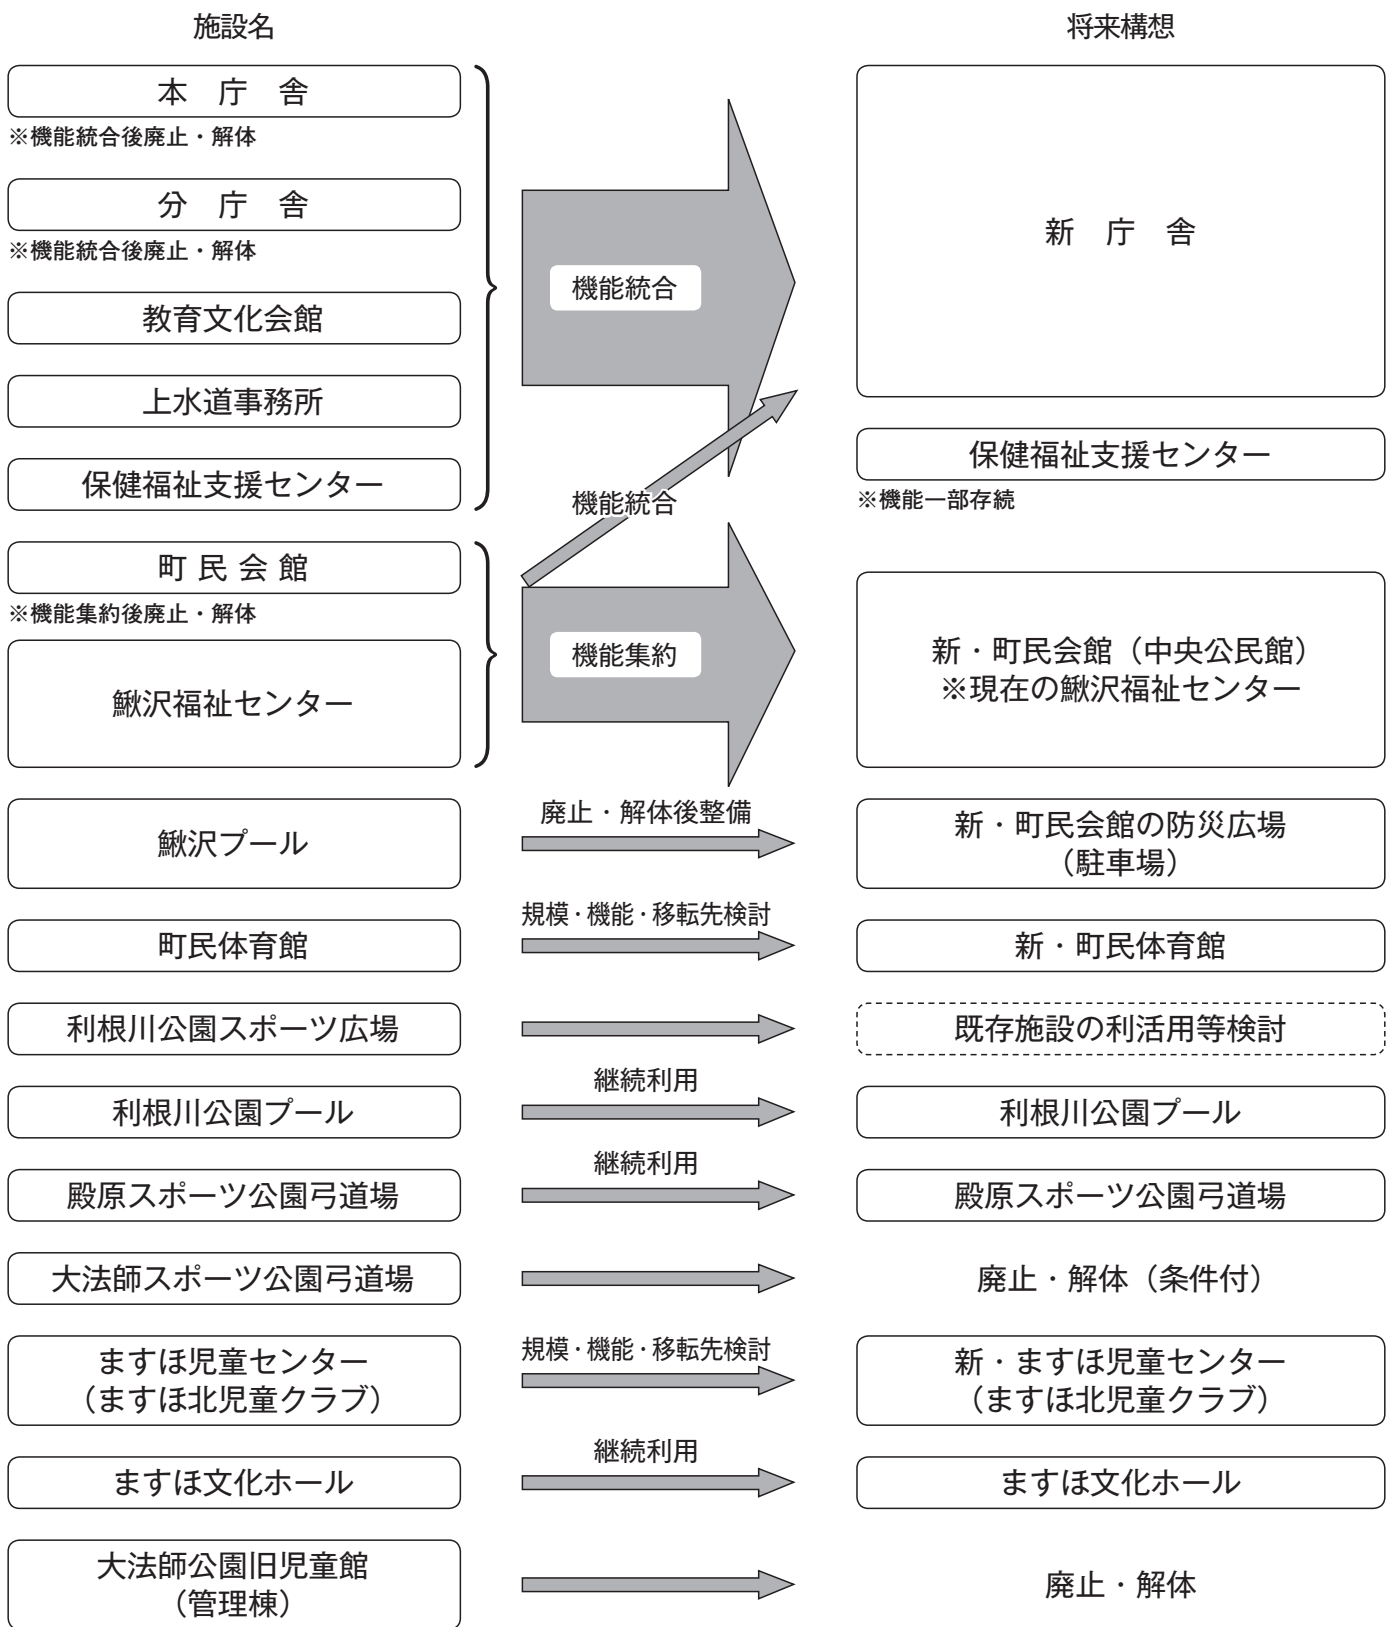 施設名
将来構想
本　庁　舎
※機能統合後廃止・解体
分　庁　舎
※機能統合後廃止・解体
教育文化会館
上水道事務所
保健福祉支援センター
機能統合
新　庁　舎
保健福祉支援センター
※機能一部存続
機能統合
町 民 会 館
※機能集約後廃止・解体
鰍沢福祉センター
機能集約
新・町民会館（中央公民館）
※現在の鰍沢福祉センター
鰍沢プール
廃止・解体後整備
新・町民会館の防災広場
（駐車場）
町民体育館
規模・機能・移転先検討
新・町民体育館
利根川公園スポーツ広場
既存施設の利活用等検討
利根川公園プール
継続利用
利根川公園プール
殿原スポーツ公園弓道場
継続利用
殿原スポーツ公園弓道場
大法師スポーツ公園弓道場
廃止・解体（条件付）
ますほ児童センター
（ますほ北児童クラブ）
規模・機能・移転先検討
新・ますほ児童センター
（ますほ北児童クラブ）
ますほ文化ホール
継続利用
ますほ文化ホール
大法師公園旧児童館
（管理棟）
廃止・解体